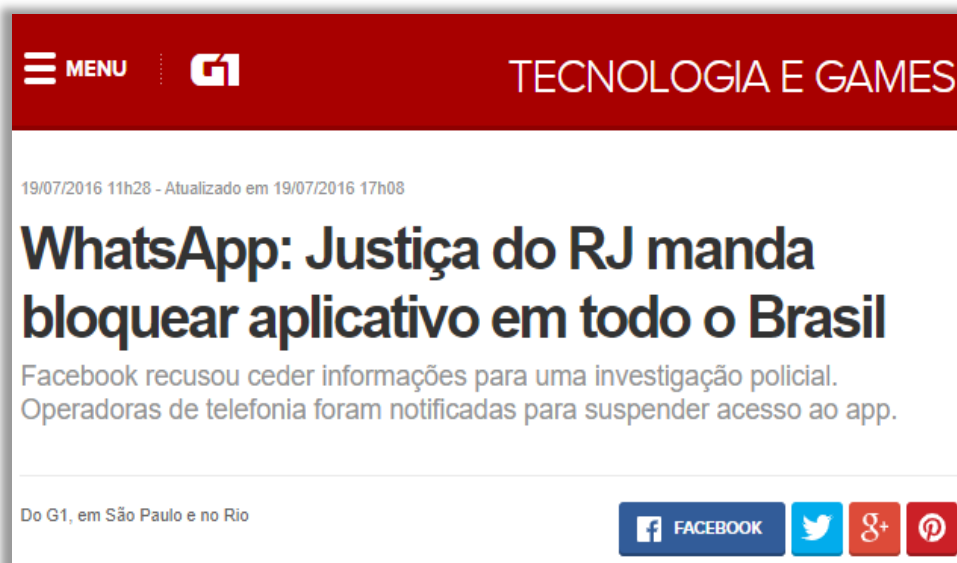 MENU
G1
TECNOLOGIA E GAMES
19/07/2016 11h28 - Atualizado em 19/07/2016 17h08
WhatsApp: Justiça do RJ manda
bloquear aplicativo em todo o Brasil
Facebook recusou ceder informações para uma investigação policial.
Operadoras de telefonia foram notificadas para suspender acesso ao app.
Do G1, em São Paulo e no Rio
FACEBOOK
g+